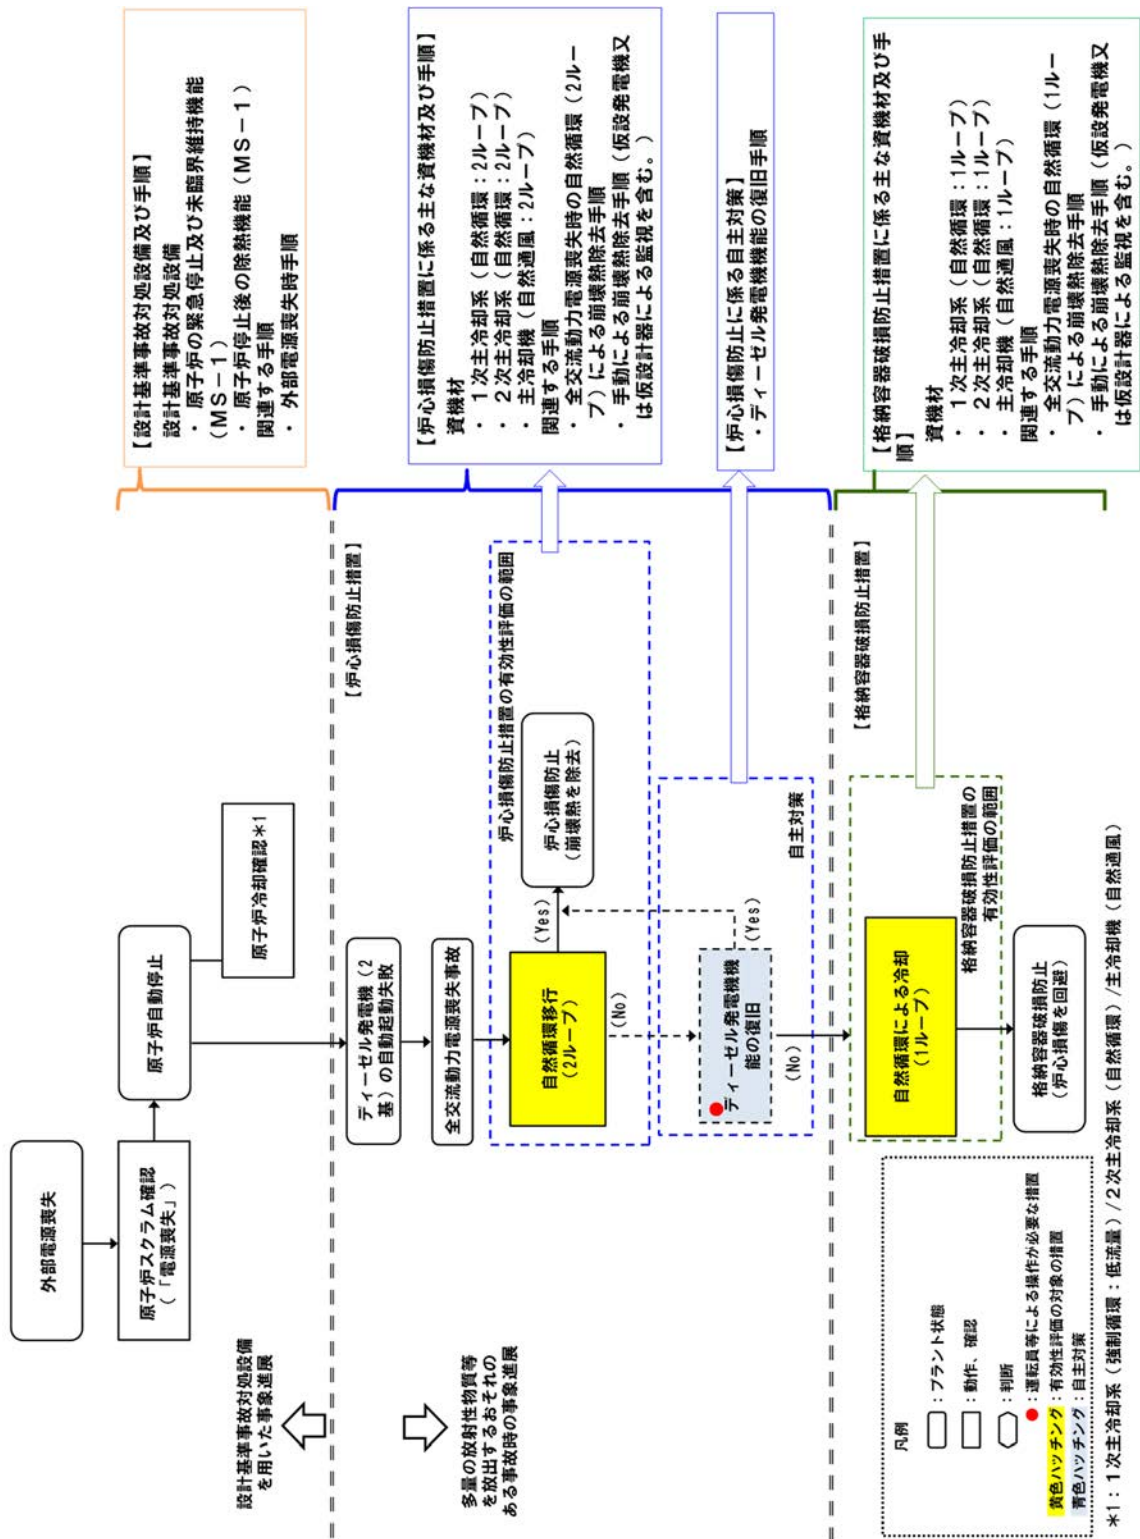 外部電源喪失
原子炉スクラム確認
（「電源喪失」）
原子炉自動停止
原子炉冷却確認*1
設計基準事故対処設備
を用いた事象進展
多量の放射性物質等
を放出するおそれの
ある事故時の事象進展
【設計基準事故対処設備及び手順】
設計基準事故対処設備
・ 原子炉の緊急停止及び未臨界維持機能
（MS－1）
・ 原子炉停止後の除熱機能（MS－1）
関連する手順
・ 外部電源喪失時手順
【炉心損傷防止措置】
ディーゼル発電機（2
基）の自動起動失敗
全交流動力電源喪失事故
自然循環移行
（2ループ）
（Yes）
（No）
炉心損傷防止措置の有効性評価の範囲
炉心損傷防止
（崩壊熱を除去）
ディーゼル発電機機
能の復旧
（Yes）
（No）
自主対策
【炉心損傷防止措置に係る主な資機材及び手順】
資機材
・ 1次主冷却系（自然循環：2ループ）
・ 2次主冷却系（自然循環：2ループ）
・ 主冷却機（自然通風：2ループ）
関連する手順
・ 全交流動力電源喪失時の自然循環（2ルー
プ）による崩壊熱除去手順
・ 手動による崩壊熱除去手順（仮設発電機又
は仮設計器による監視を含む。）
【炉心損傷防止に係る自主対策】
・ディーゼル発電機機能の復旧手順
【格納容器破損防止措置】
自然循環による冷却
（1ループ）
格納容器破損防止措置の
有効性評価の範囲
格納容器破損防止
（炉心損傷を回避）
【格納容器破損防止措置に係る主な資機材及び手
順】
資機材
・ 1次主冷却系（自然循環：1ループ）
・ 2次主冷却系（自然循環：1ループ）
・ 主冷却機（自然通風：1ループ）
関連する手順
・ 全交流動力電源喪失時の自然循環（1ルー
プ）による崩壊熱除去手順
・ 手動による崩壊熱除去手順（仮設発電機又
は仮設計器による監視を含む。）
凡例
：プラント状態
：動作、確認
：判断
：運転員等による操作が必要な措置
黄色ハッチング：有効性評価の対象の措置
青色ハッチング：自主対策
*1：1次主冷却系（強制循環：低流量）/2次主冷却系（自然循環）/主冷却機（自然通風）